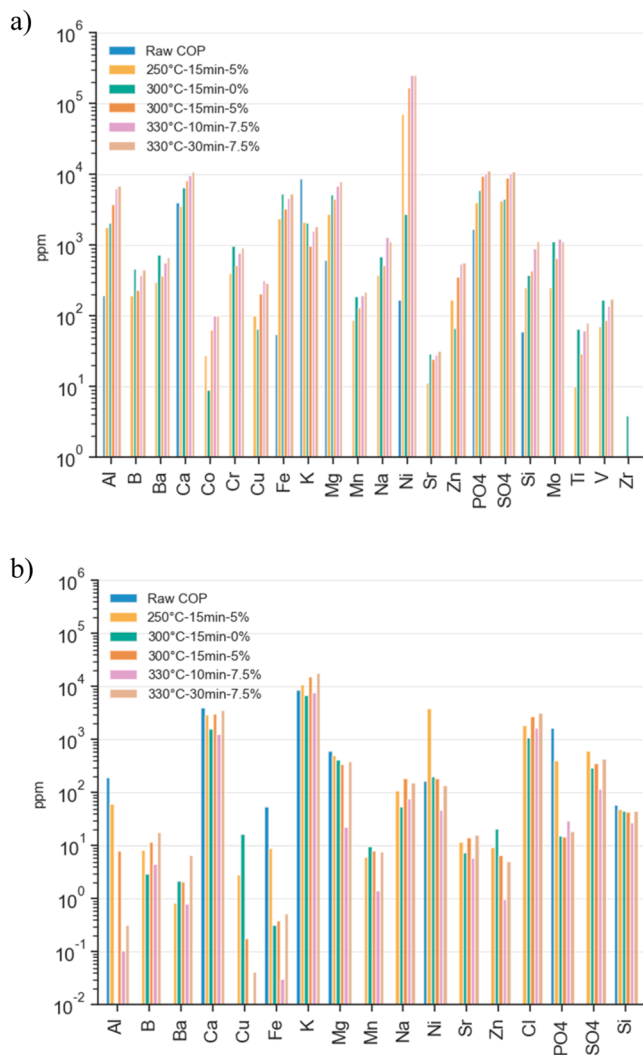 a)
10^6
10^5
10^4
10^3
10^2
10^1
10^0
ppm
Raw COP
250°C-15min-5%
300°C-15min-0%
300°C-15min-5%
330°C-10min-7.5%
330°C-30min-7.5%
Al B Ba Ca Co Cr Cu Fe K Mg Mn Na Ni Sr Zn PO4 SO4 Si Mo Ti V Zr
b)
10^6
10^5
10^4
10^3
10^2
10^1
10^0
10^-1
10^-2
ppm
Raw COP
250°C-15min-5%
300°C-15min-0%
300°C-15min-5%
330°C-10min-7.5%
330°C-30min-7.5%
Al B Ba Ca Cu Fe K Mg Mn Na Ni Sr Zn Cl PO4 SO4 Si